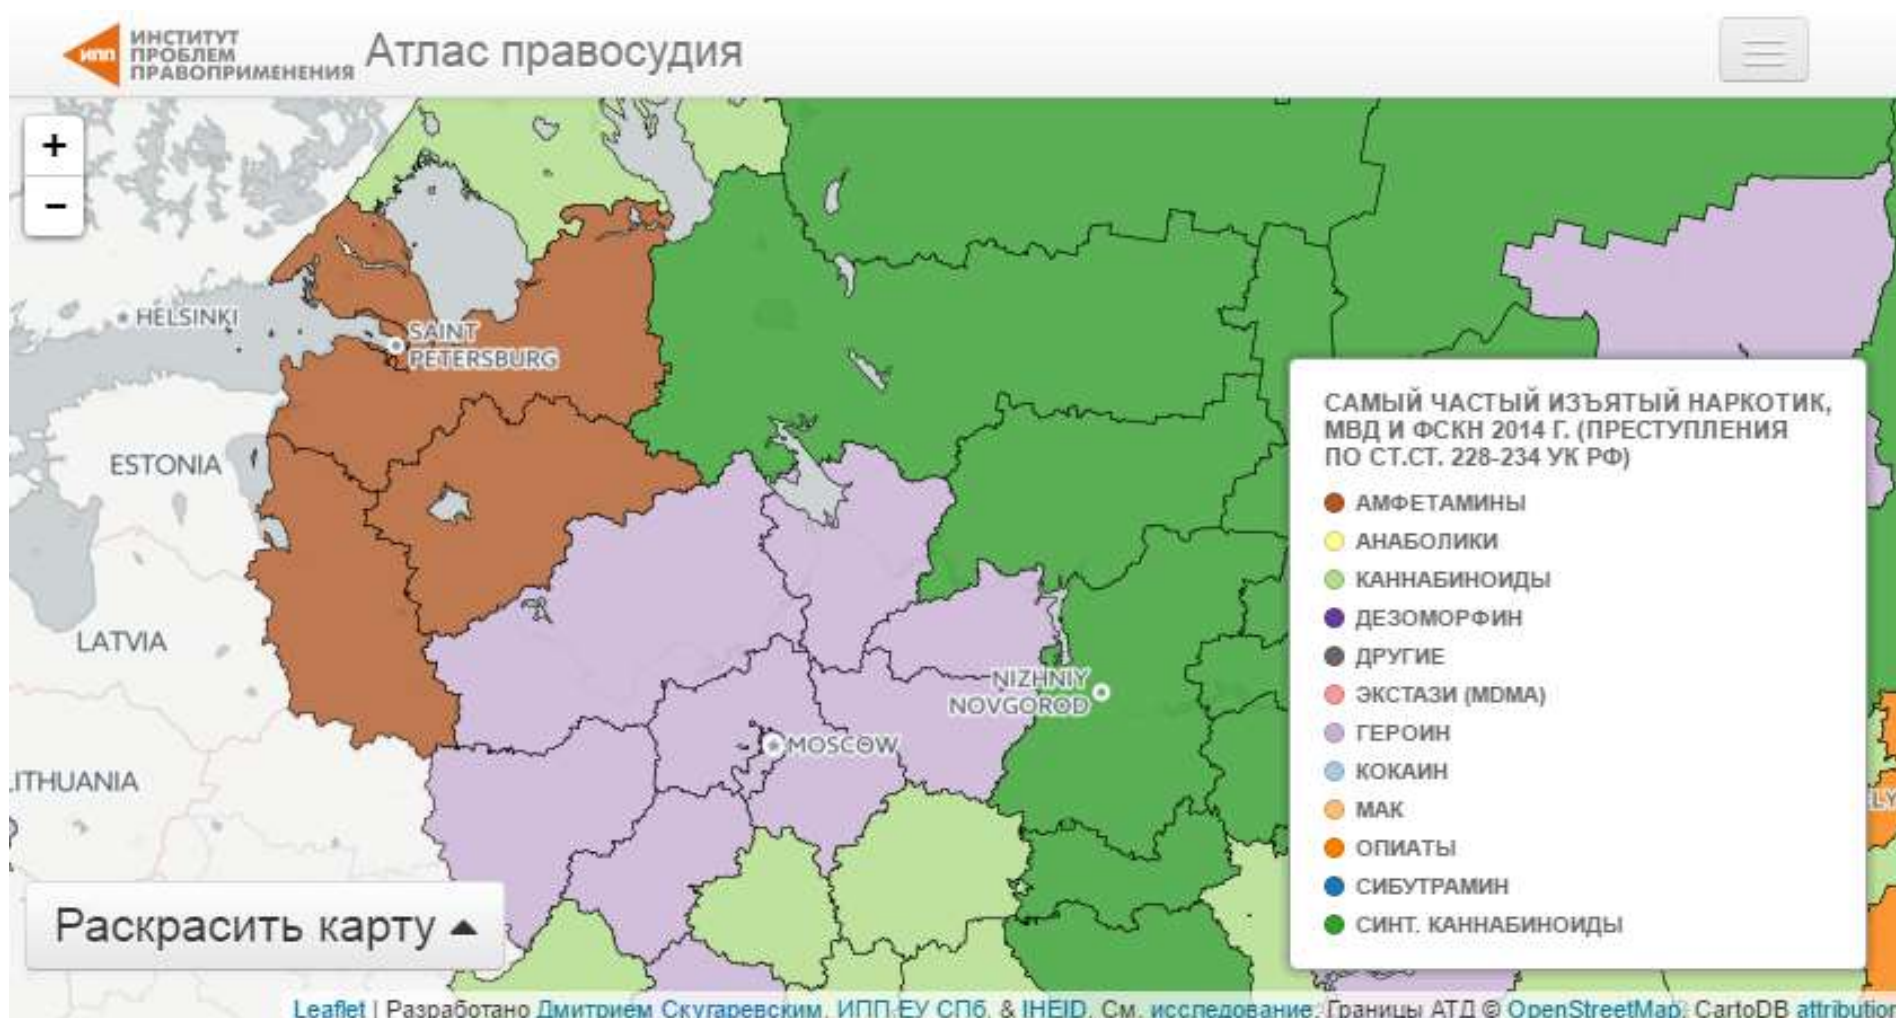 ИПП
ИНСТИТУТ
ПРОБЛЕМ
ПРАВОПРИМЕНЕНИЯ
Атлас правосудия
+
−
HELSINKI
SAINT
PETERSBURG
ESTONIA
LATVIA
NIZHNIY
NOVGOROD
MOSCOW
ITHUANIA
САМЫЙ ЧАСТЫЙ ИЗЪЯТЫЙ НАРКОТИК,
МВД И ФСКН 2014 Г. (ПРЕСТУПЛЕНИЯ
ПО СТ.СТ. 228-234 УК РФ)
АМФЕТАМИНЫ
АНАБОЛИКИ
КАННАБИНОИДЫ
ДЕЗОМОРФИН
ДРУГИЕ
ЭКСТАЗИ (MDMA)
ГЕРОИН
КОКАИН
МАК
ОПИАТЫ
СИБУТРАМИН
СИНТ. КАННАБИНОИДЫ
LY
Раскрасить карту
Leaflet | Разработано Дмитрием Скугаревским, ИПП ЕУ СПб, & IHEID. См. исследование. Границы АТД © OpenStreetMap; CartoDB attribution